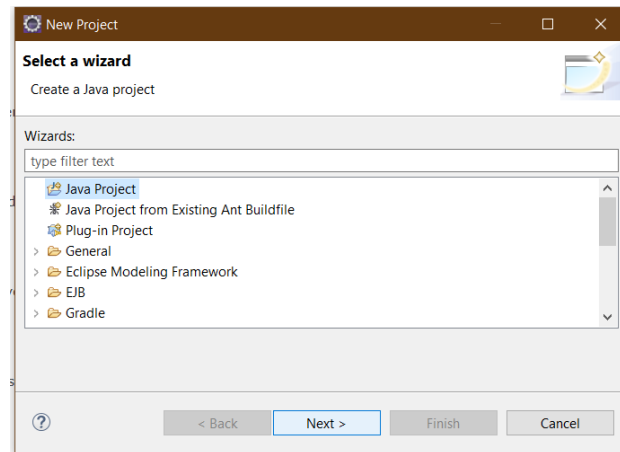 New Project
Select a wizard
Create a Java project
Wizards:
type filter text
Java Project
Java Project from Existing Ant Buildfile
Plug-in Project
General
Eclipse Modeling Framework
EJB
Gradle
< Back Next > Finish Cancel